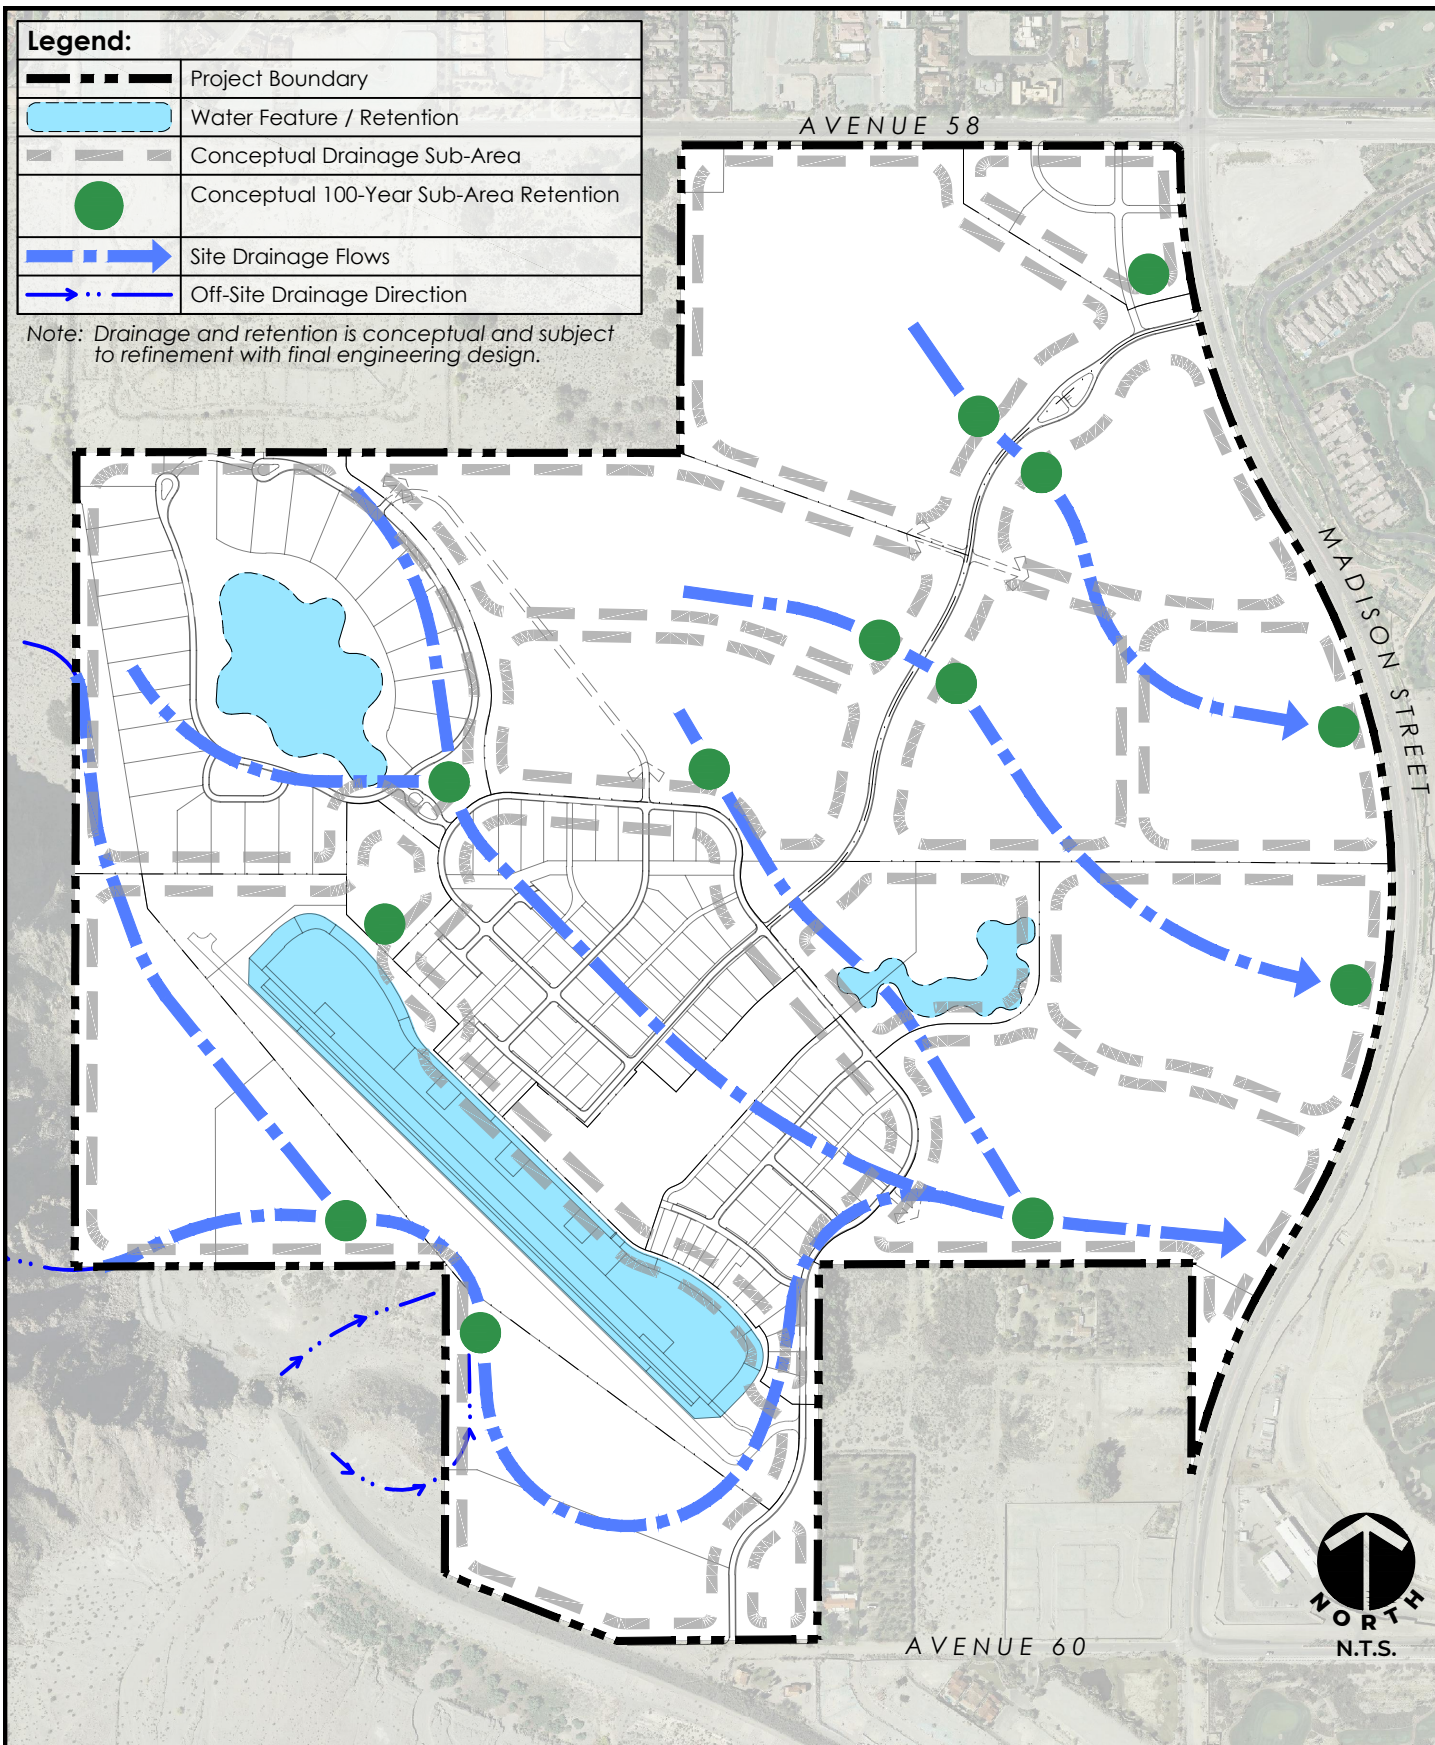 Legend:
Project Boundary
Water Feature / Retention
Conceptual Drainage Sub-Area
Conceptual 100-Year Sub-Area Retention
Site Drainage Flows
Off-Site Drainage Direction
Note: Drainage and retention is conceptual and subject
to refinement with final engineering design.
AVENUE 58
MADISON STREET
AVENUE 60
NORTH
N.T.S.